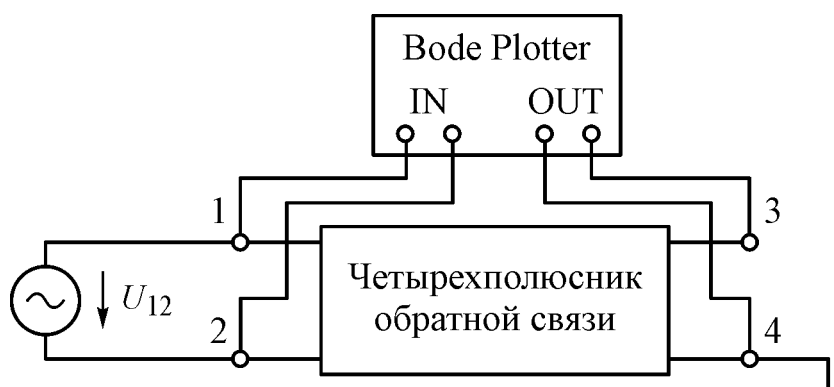 Bode Plotter
IN OUT
1 3
U12
Четырехполюсник
обратной связи
2 4